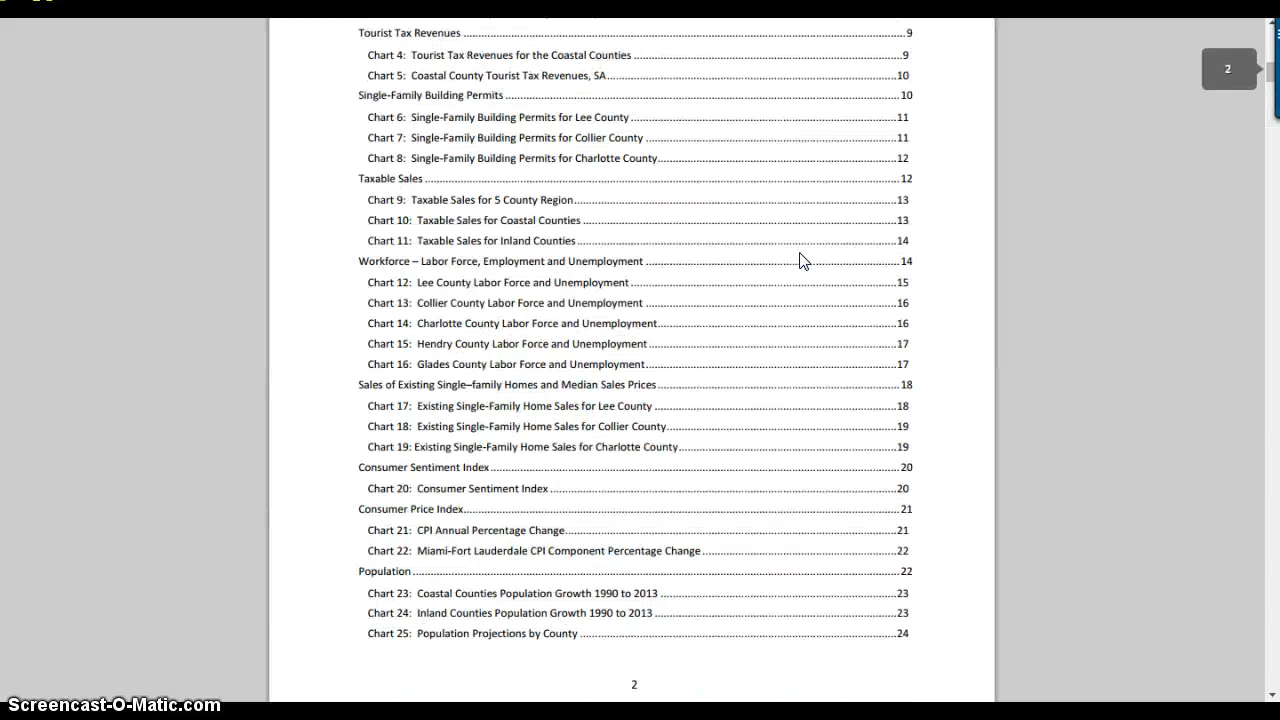 Tourist Tax Revenues ........................................ 9
Chart 4: Tourist Tax Revenues for the Coastal Counties ........................................ 9
Chart 5: Coastal County Tourist Tax Revenues, SA ........................................ 10
Single-Family Building Permits ........................................ 10
Chart 6: Single-Family Building Permits for Lee County ........................................ 11
Chart 7: Single-Family Building Permits for Collier County ........................................ 11
Chart 8: Single-Family Building Permits for Charlotte County ........................................ 12
Taxable Sales ........................................ 12
Chart 9: Taxable Sales for 5 County Region ........................................ 13
Chart 10: Taxable Sales for Coastal Counties ........................................ 13
Chart 11: Taxable Sales for Inland Counties ........................................ 14
Workforce – Labor Force, Employment and Unemployment ........................................ 14
Chart 12: Lee County Labor Force and Unemployment ........................................ 15
Chart 13: Collier County Labor Force and Unemployment ........................................ 16
Chart 14: Charlotte County Labor Force and Unemployment ........................................ 16
Chart 15: Hendry County Labor Force and Unemployment ........................................ 17
Chart 16: Glades County Labor Force and Unemployment ........................................ 17
Sales of Existing Single–family Homes and Median Sales Prices ........................................ 18
Chart 17: Existing Single-Family Home Sales for Lee County ........................................ 18
Chart 18: Existing Single-Family Home Sales for Collier County ........................................ 19
Chart 19: Existing Single-Family Home Sales for Charlotte County ........................................ 19
Consumer Sentiment Index ........................................ 20
Chart 20: Consumer Sentiment Index ........................................ 20
Consumer Price Index ........................................ 21
Chart 21: CPI Annual Percentage Change ........................................ 21
Chart 22: Miami-Fort Lauderdale CPI Component Percentage Change ........................................ 22
Population ........................................ 22
Chart 23: Coastal Counties Population Growth 1990 to 2013 ........................................ 23
Chart 24: Inland Counties Population Growth 1990 to 2013 ........................................ 23
Chart 25: Population Projections by County ........................................ 24
2
2
Screencast-O-Matic.com